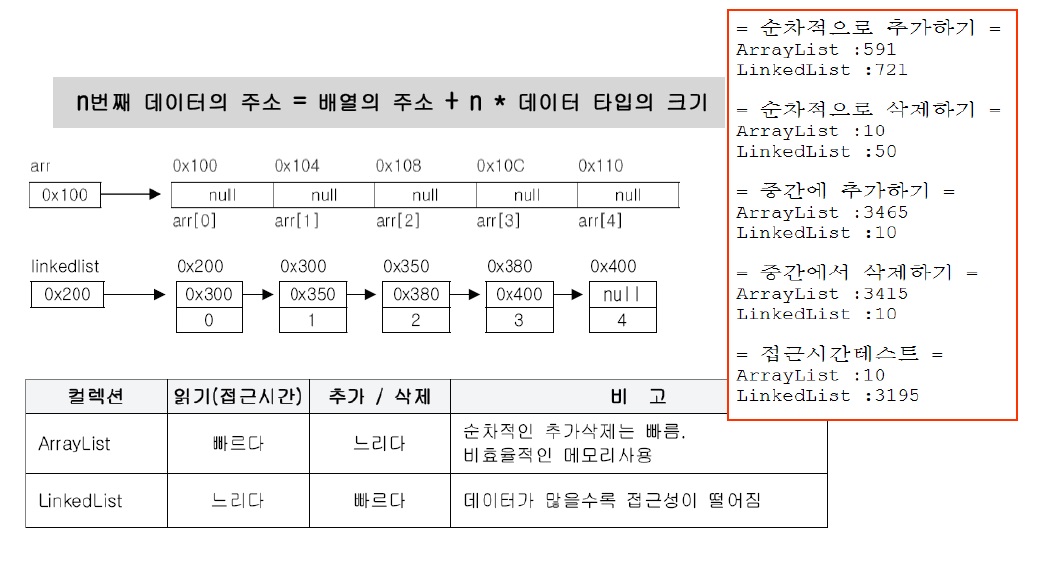 n번째 데이터의 주소 = 배열의 주소 + n * 데이터 타입의 크기
arr
0x100 0x104 0x108 0x10C 0x110
0x100 null null null null null
arr[0] arr[1] arr[2] arr[3] arr[4]
linkedlist 0x200 0x300 0x350 0x380 0x400
0x200 0x300 0x350 0x380 0x400 null
0 1 2 3 4
컬렉션 읽기(접근시간) 추가 / 삭제 비 고
ArrayList 빠르다 느리다 순차적인 추가삭제는 빠름.
비효율적인 메모리사용
LinkedList 느리다 빠르다 데이터가 많을수록 접근성이 떨어짐
= 순차적으로 추가하기 =
ArrayList :591
LinkedList :721
= 순차적으로 삭제하기 =
ArrayList :10
LinkedList :50
= 중간에 추가하기 =
ArrayList :3465
LinkedList :10
= 중간에서 삭제하기 =
ArrayList :3415
LinkedList :10
= 접근시간테스트 =
ArrayList :10
LinkedList :3195